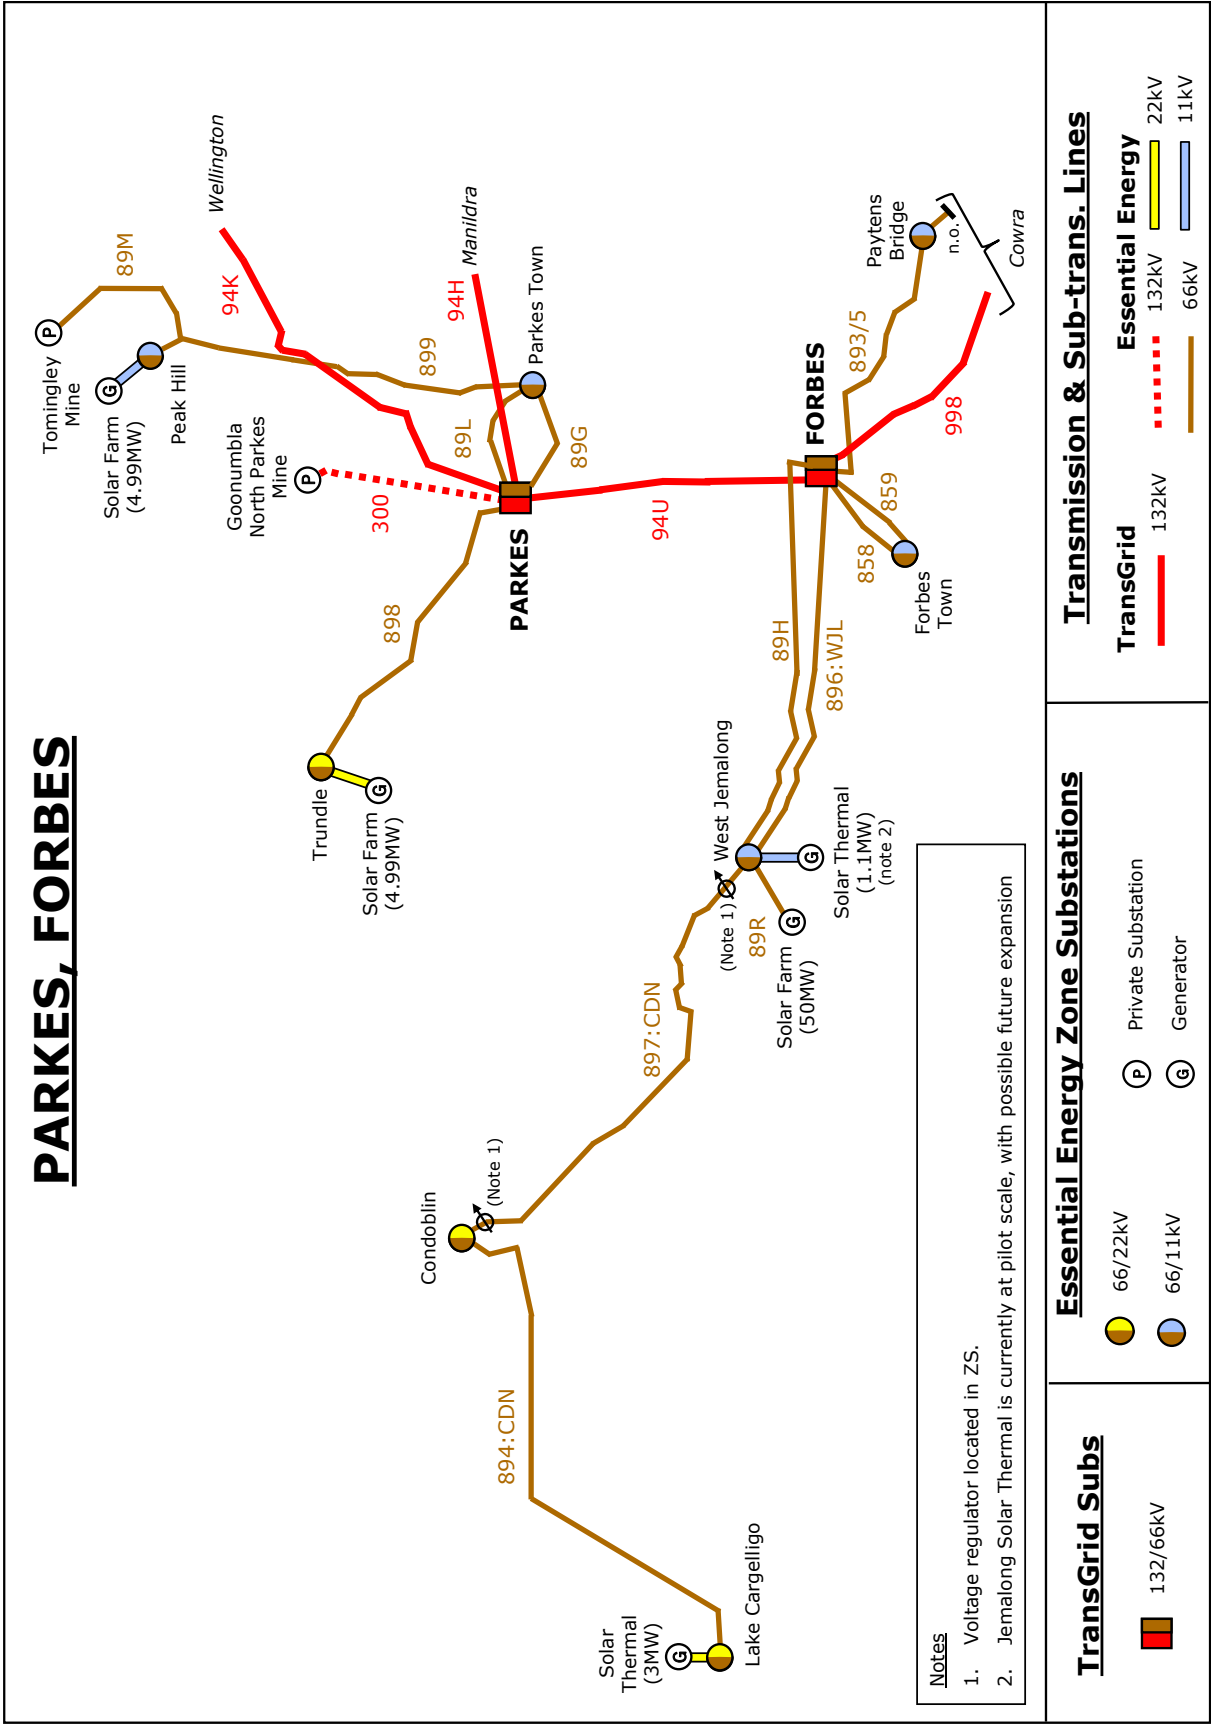 PARKES, FORBES
Solar
Thermal
(3MW)
Lake Cargelligo
894:CDN
Condoblin
(Note 1)
897:CDN
Trundle
Solar Farm
(4.99MW)
898
(Note 1)
West Jemalong
89R
Solar Farm
(50MW)
Solar Thermal
(1.1MW)
(note 2)
89H
896:WJL
PARKES
300
Goonumbla
North Parkes
Mine
P
Tomingley
Mine
P
Solar Farm
(4.99MW)
Peak Hill
89M
94K
Wellington
899
94H
Manildra
89L
89G
Parkes Town
94U
FORBES
858
859
Forbes
Town
893/5
998
Paytens
Bridge
n.o.
Cowra
G
G
G
G
G
Notes
1. Voltage regulator located in ZS.
2. Jemalong Solar Thermal is currently at pilot scale, with possible future expansion
TransGrid Subs
132/66kV
Essential Energy Zone Substations
66/22kV
P
Private Substation
66/11kV
G
Generator
Transmission & Sub-trans. Lines
TransGrid
Essential Energy
132kV
132kV
22kV
66kV
11kV